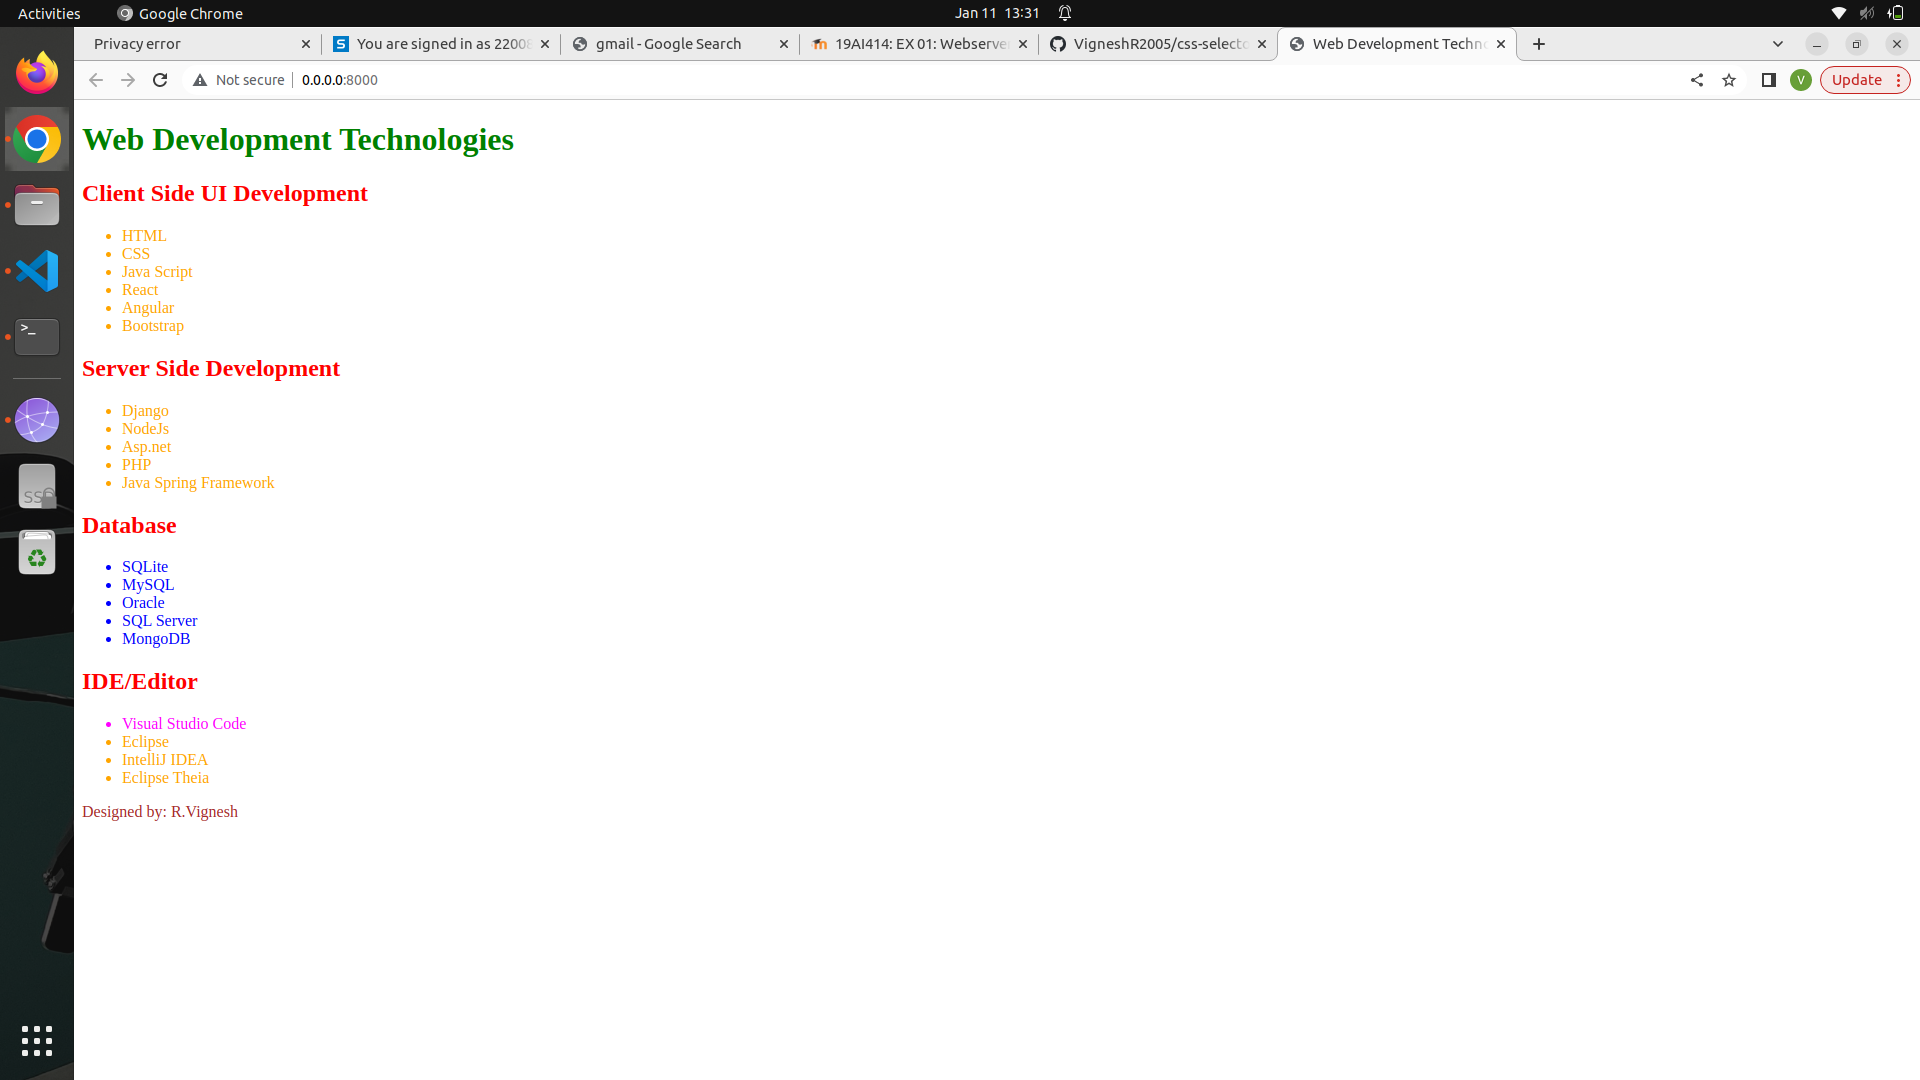 Activities Google Chrome Jan 11 13:31
Privacy error You are signed in as 22008 gmail - Google Search 19AI414: EX 01: Webserver VigneshR2005/css-selecto Web Development Techno
Not secure 0.0.0.0:8000 V Update
Web Development Technologies
Client Side UI Development
HTML
CSS
Java Script
React
Angular
Bootstrap
Server Side Development
Django
NodeJs
Asp.net
PHP
Java Spring Framework
Database
SQLite
MySQL
Oracle
SQL Server
MongoDB
IDE/Editor
Visual Studio Code
Eclipse
IntelliJ IDEA
Eclipse Theia
Designed by: R.Vignesh